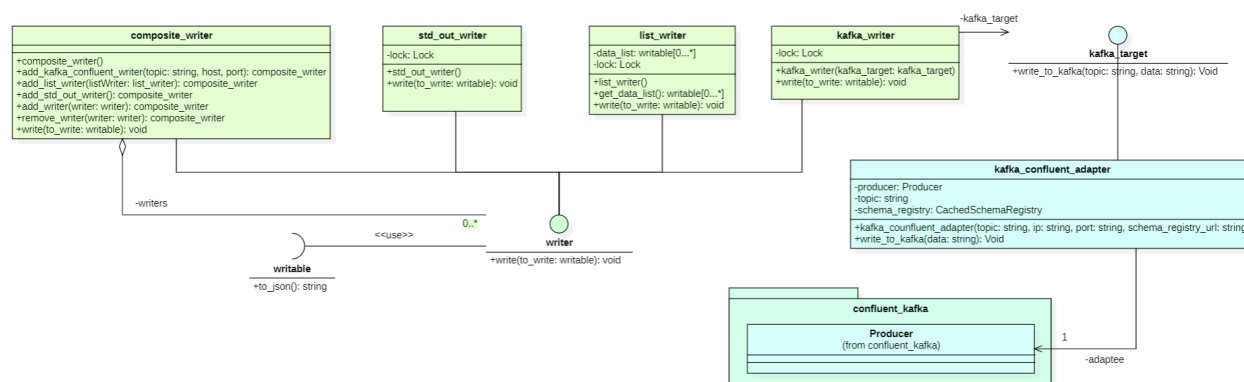 composite_writer
+composite_writer()
+add_kafka_confluent_writer(topic: string, host, port): composite_writer
+add_list_writer(listWriter: list_writer): composite_writer
+add_std_out_writer(): composite_writer
+add_writer(writer: writer): composite_writer
+remove_writer(writer: writer): composite_writer
+write(to_write: writable): void
std_out_writer
-lock: Lock
+std_out_writer()
+write(to_write: writable): void
list_writer
-data_list: writable[0...*]
-lock: Lock
+list_writer()
+get_data_list(): writable[0...*]
+write(to_write: writable): void
kafka_writer
-lock: Lock
+kafka_writer(kafka_target: kafka_target)
+write(to_write: writable): void
-kafka_target
kafka_target
+write_to_kafka(topic: string, data: string): Void
kafka_confluent_adapter
-producer: Producer
-topic: string
-schema_registry: CachedSchemaRegistry
+kafka_counfluent_adapter(topic: string, ip: string, port: string, schema_registry_url: string
+write_to_kafka(data: string): Void
-writers
0..*
<<use>>
writer
+write(to_write: writable): void
writable
+to_json(): string
confluent_kafka
Producer
(from confluent_kafka)
1
-adaptee